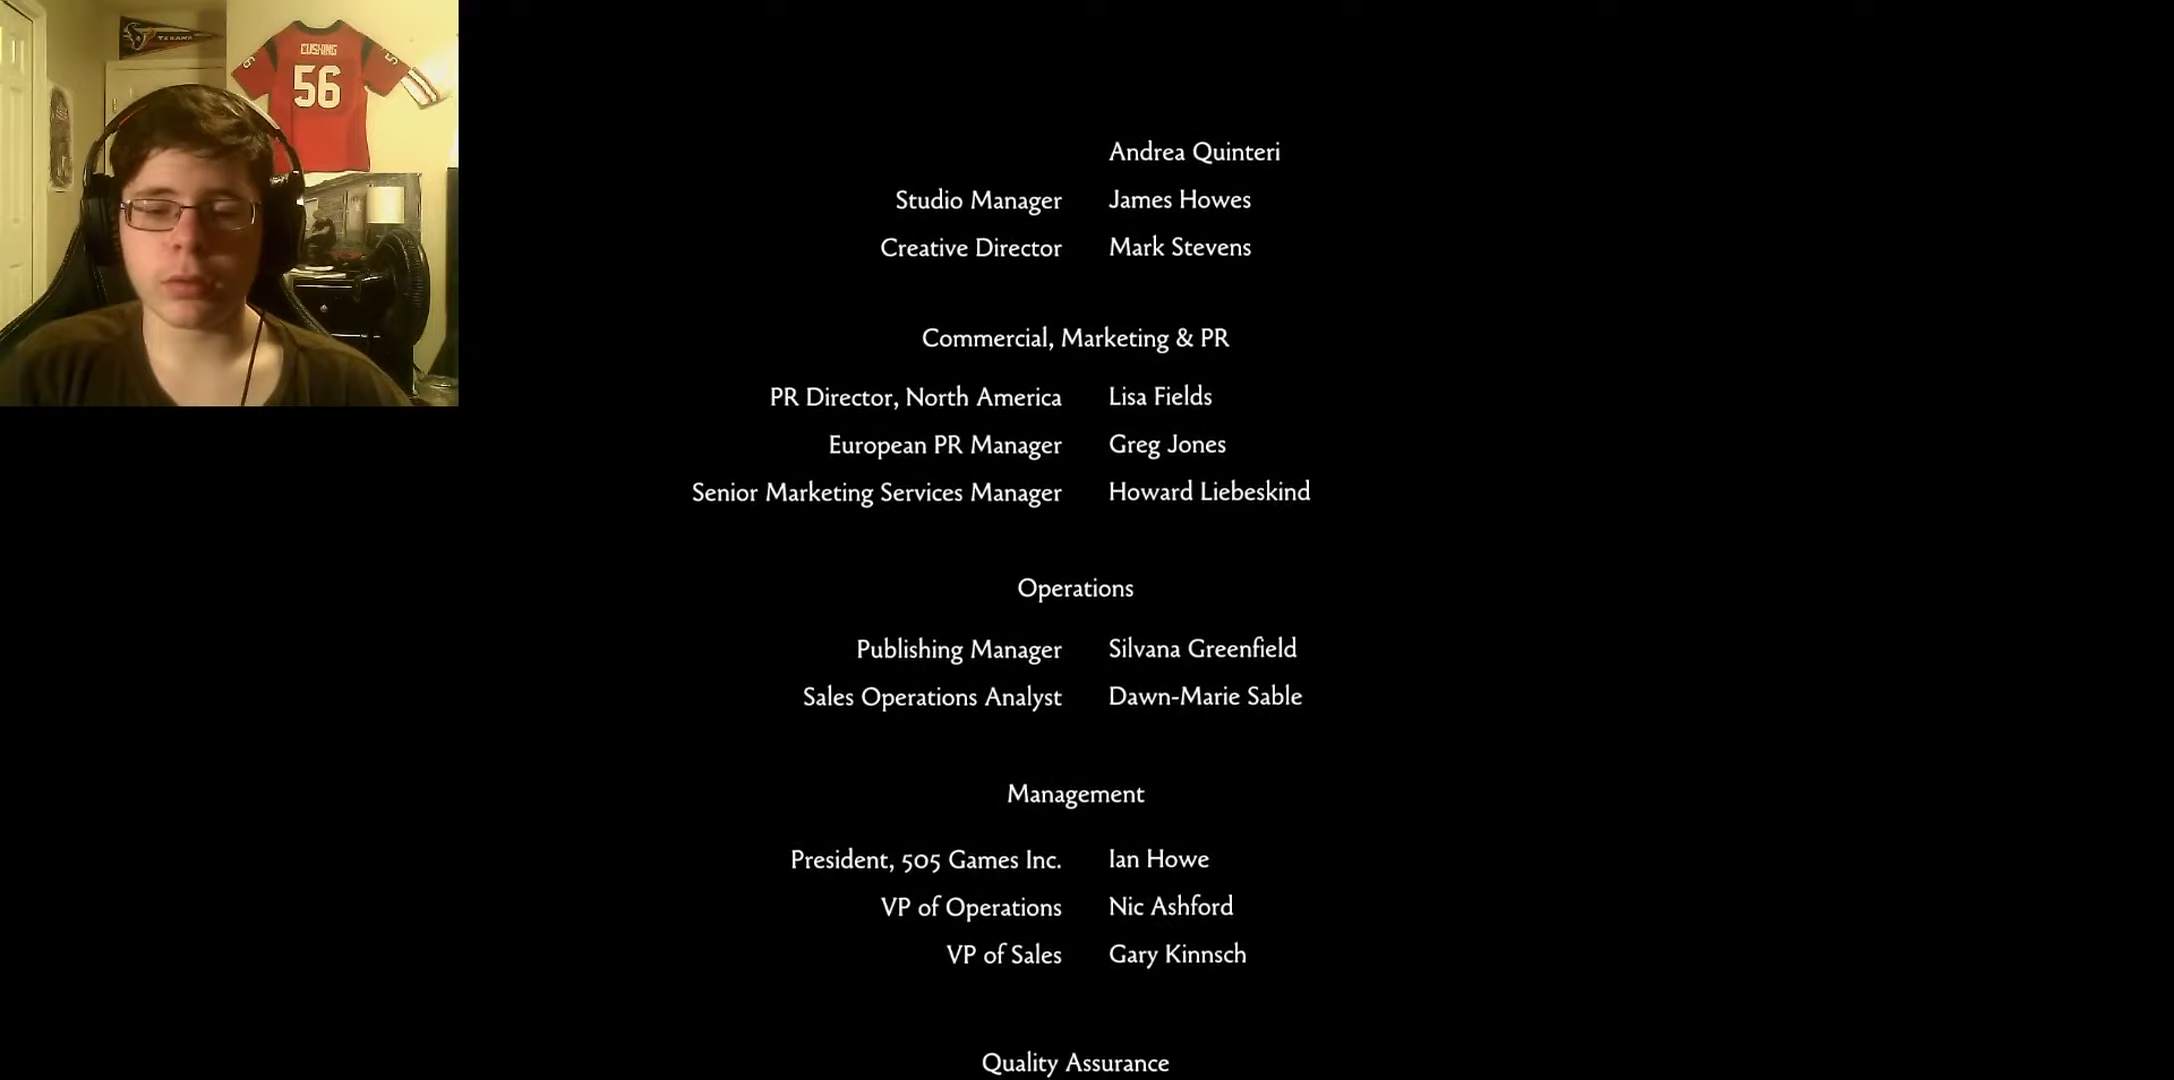 TEXANS
CUSHING
56
Andrea Quinteri
Studio Manager James Howes
Creative Director Mark Stevens
Commercial, Marketing & PR
PR Director, North America Lisa Fields
European PR Manager Greg Jones
Senior Marketing Services Manager Howard Liebeskind
Operations
Publishing Manager Silvana Greenfield
Sales Operations Analyst Dawn-Marie Sable
Management
President, 505 Games Inc. Ian Howe
VP of Operations Nic Ashford
VP of Sales Gary Kinnsch
Quality Assurance